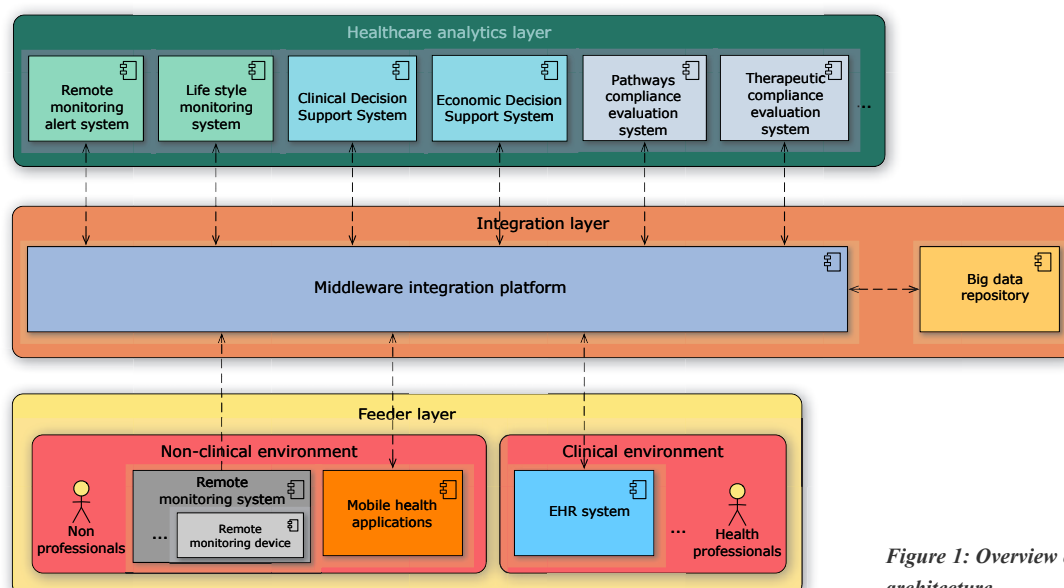 Healthcare analytics layer
Remote
monitoring
alert system
Life style
monitoring
system
Clinical Decision
Support System
Economic Decision
Support System
Pathways
compliance
evaluation
system
Therapeutic
compliance
evaluation
system
...
Integration layer
Middleware integration platform
Big data
repository
Feeder layer
Non-clinical environment
Non
professionals
Remote
monitoring system
...
Remote
monitoring device
Mobile health
applications
Clinical environment
EHR system
...
Health
professionals
Figure 1: Overview